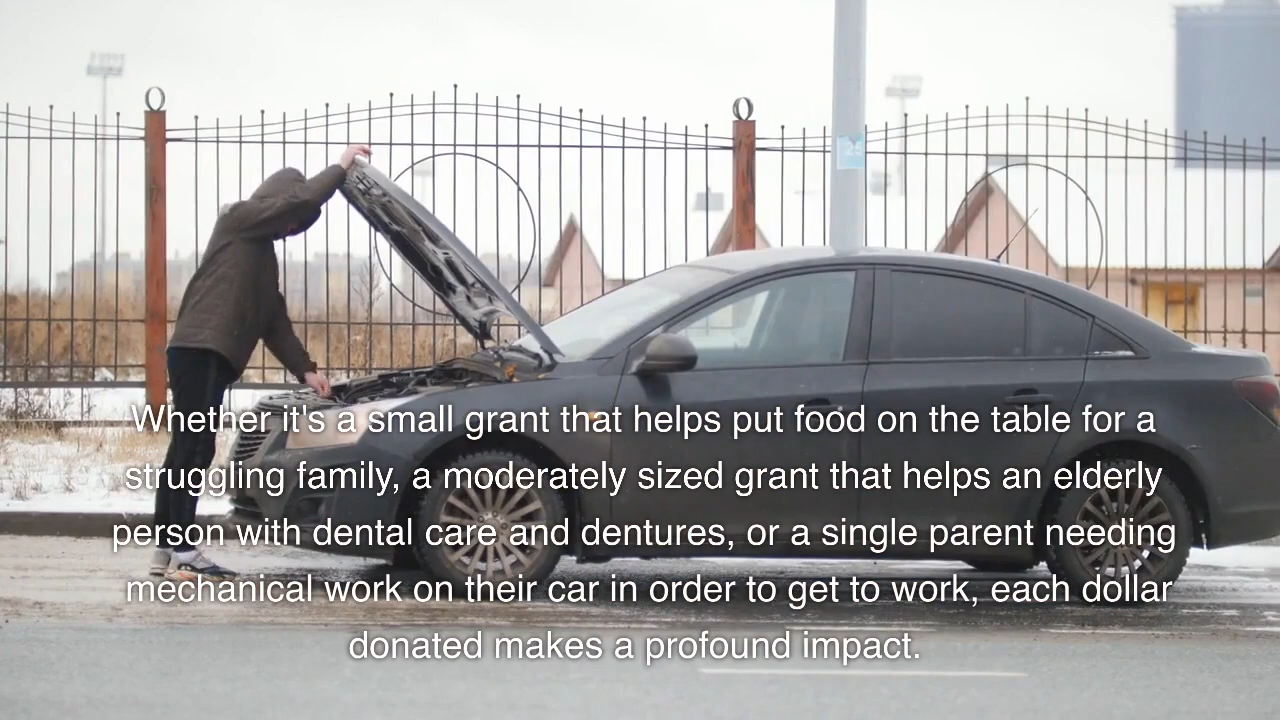 Whether it's a small grant that helps put food on the table for a
struggling family, a moderately sized grant that helps an elderly
person with dental care and dentures, or a single parent needing
mechanical work on their car in order to get to work, each dollar
donated makes a profound impact.